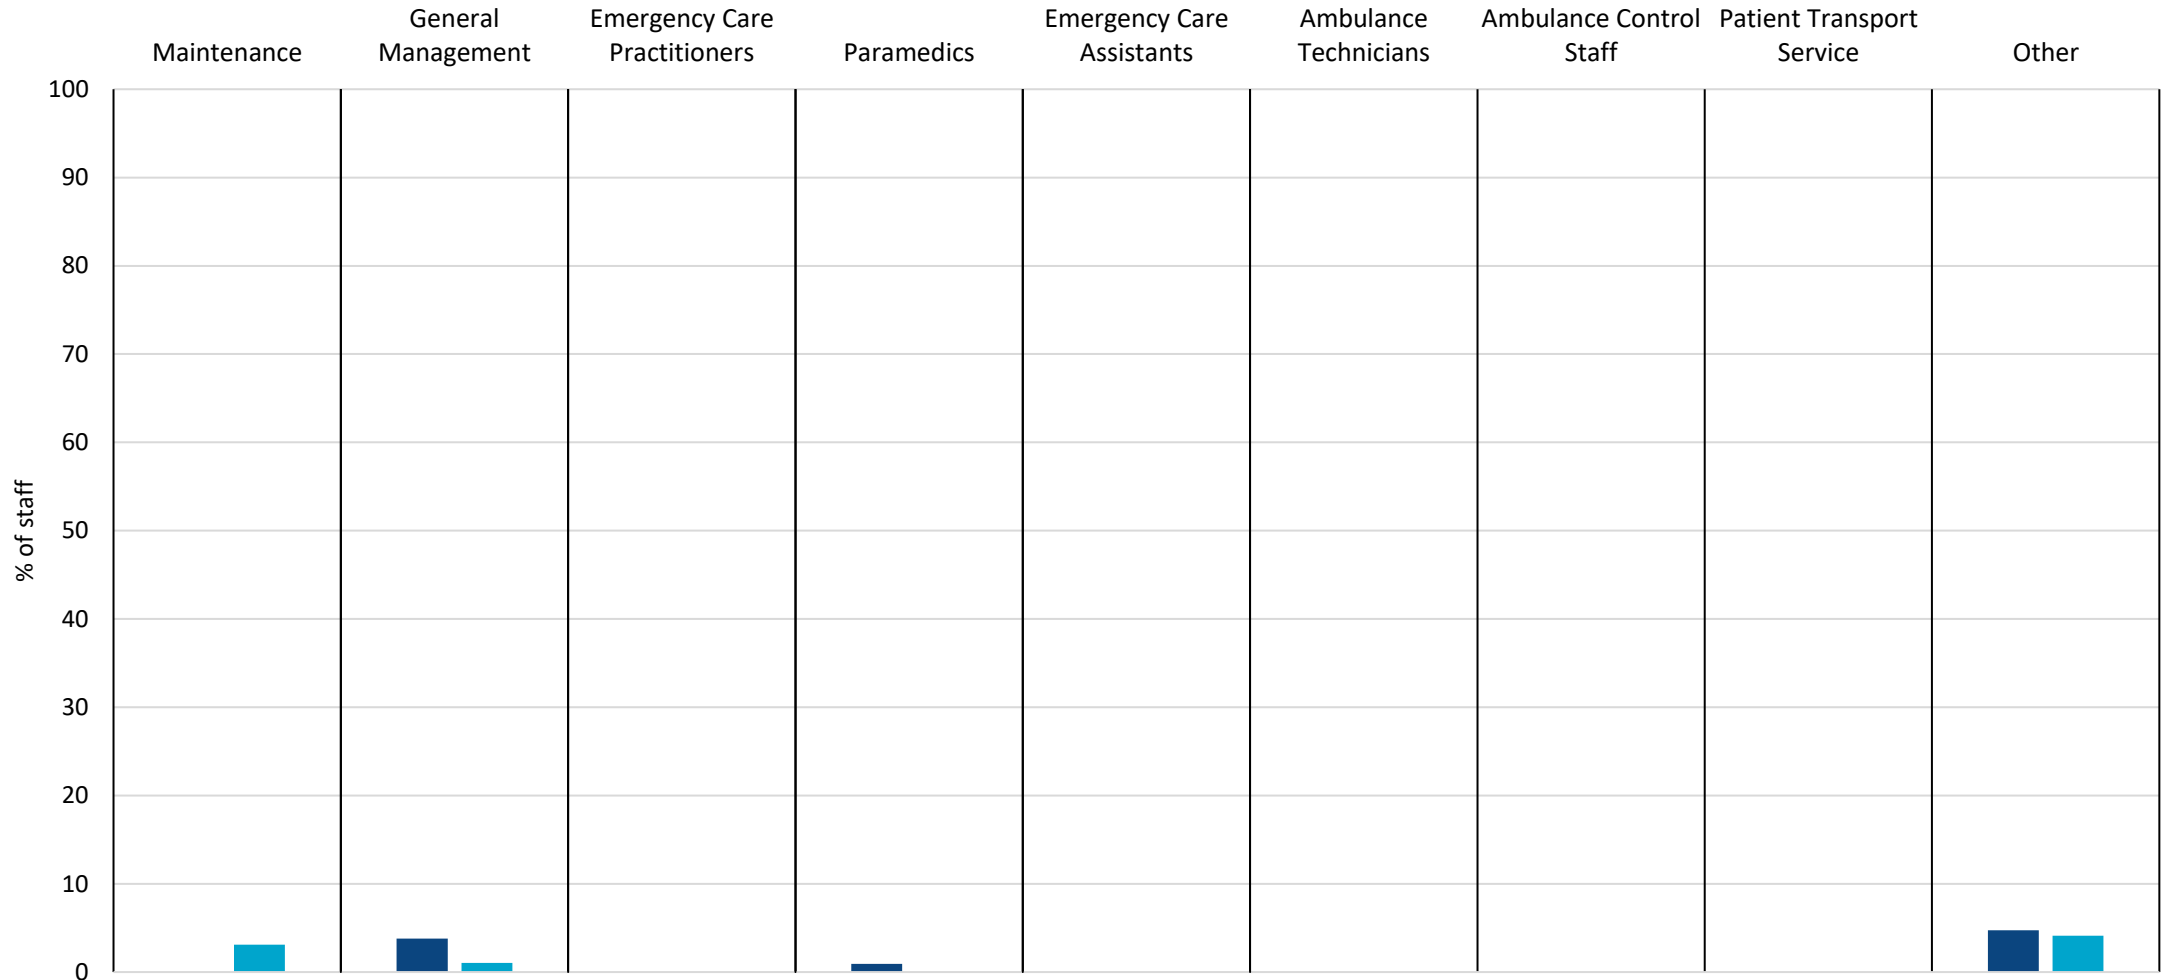 Maintenance
General
Management
Emergency Care
Practitioners
Paramedics
Emergency Care
Assistants
Ambulance
Technicians
Ambulance Control
Staff
Patient Transport
Service
Other
100
90
80
70
60
50
40
30
20
10
0
% of staff